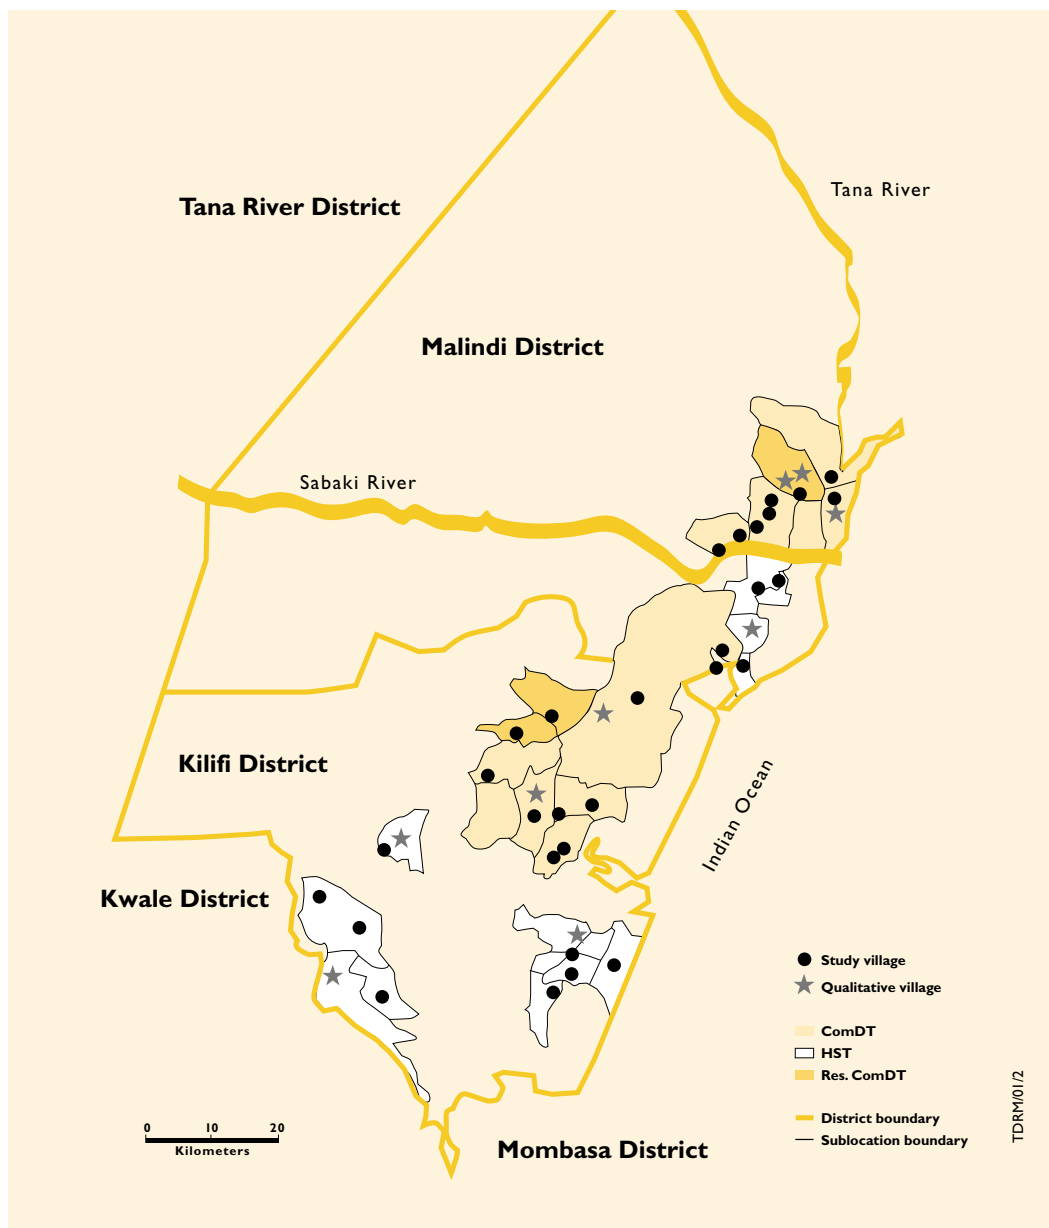 Tana River
Tana River District
Malindi District
Sabaki River
Kilifi District
Indian Ocean
Kwale District
Study village
Qualitative village
ComDT
HST
Res. ComDT
District boundary
Sublocation boundary
TDRM/01/2
0 10 20
Kilometers
Mombasa District